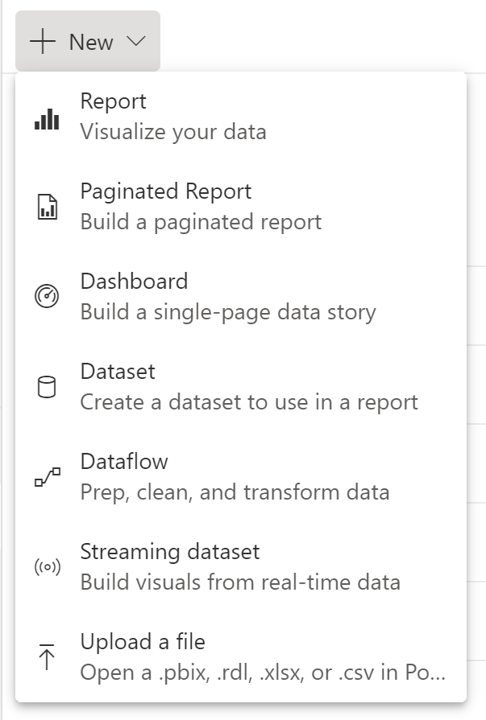 New
Report
Visualize your data
Paginated Report
Build a paginated report
Dashboard
Build a single-page data story
Dataset
Create a dataset to use in a report
Dataflow
Prep, clean, and transform data
Streaming dataset
Build visuals from real-time data
Upload a file
Open a .pbix, .rdl, .xlsx, or .csv in Po...